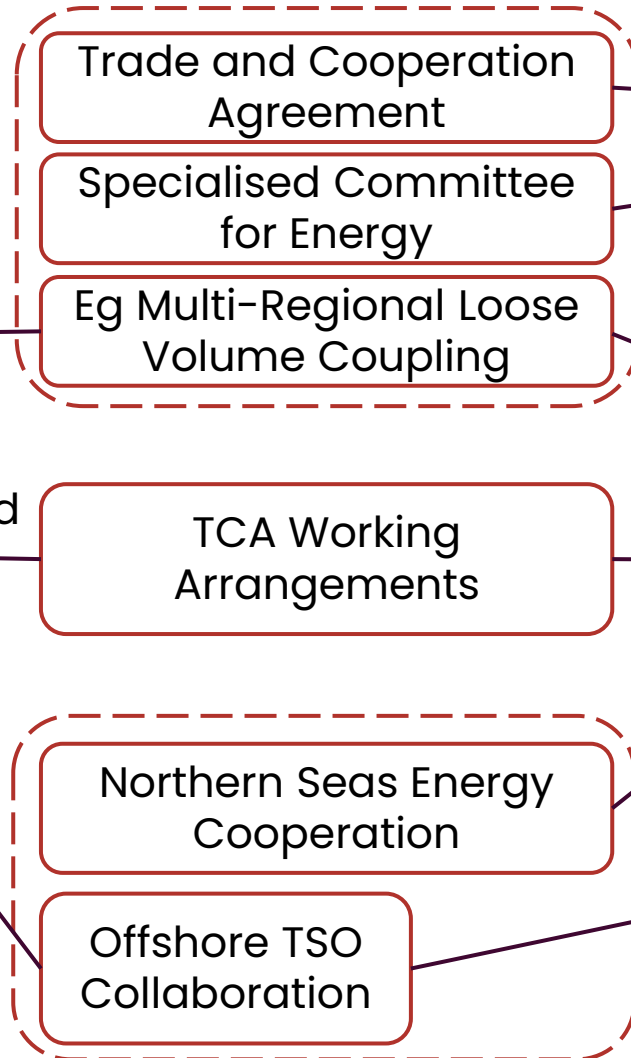 Trade and Cooperation
Agreement
Specialised Committee
for Energy
Eg Multi-Regional Loose
Volume Coupling
d
TCA Working
Arrangements
Northern Seas Energy
Cooperation
Offshore TSO
Collaboration